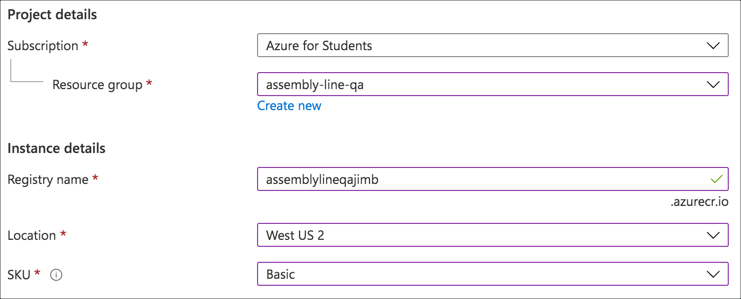 Project details
Subscription * Azure for Students
Resource group * assembly-line-qa
Create new
Instance details
Registry name * assemblylineqajimb
.azurecr.io
Location * West US 2
SKU * Basic